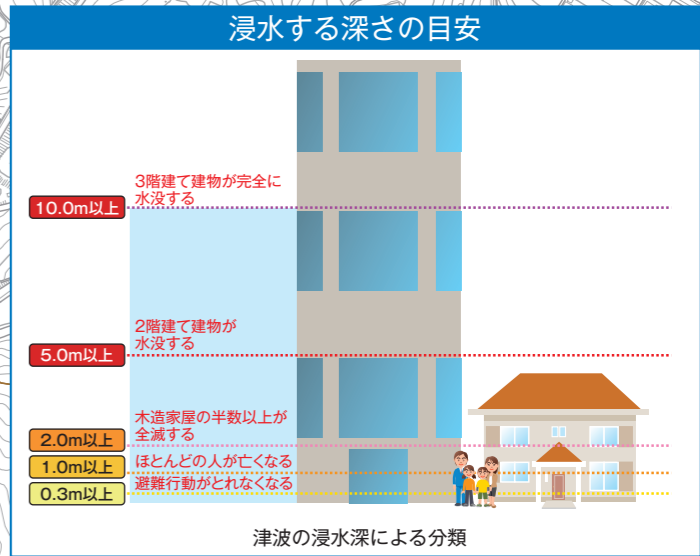 浸水する深さの目安
3階建て建物が完全に
水没する
10.0m以上
2階建て建物が
水没する
5.0m以上
木造家屋の半数以上が
全滅する
2.0m以上
ほとんどの人が亡くなる
1.0m以上
避難行動がとれなくなる
0.3m以上
津波の浸水深による分類